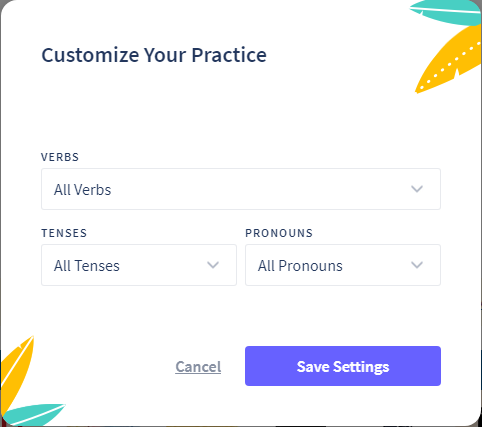 Customize Your Practice
VERBS
All Verbs
TENSES
PRONOUNS
All Tenses
All Pronouns
Cancel
Save Settings